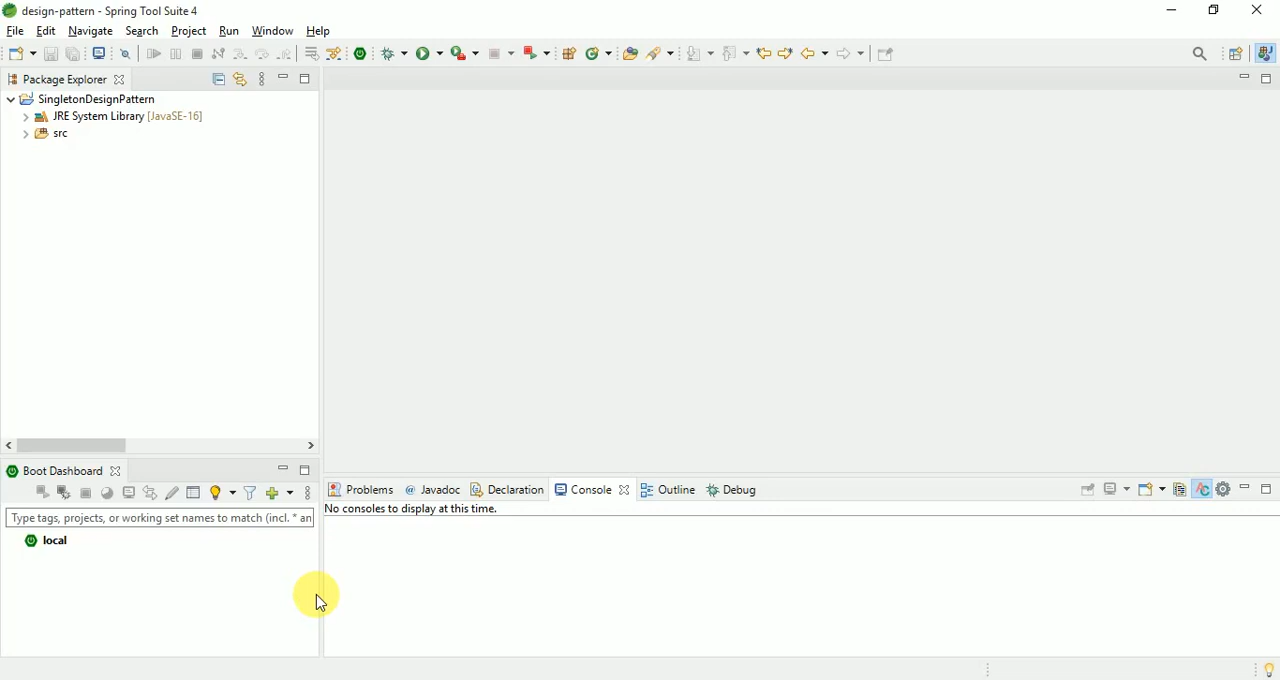 design-pattern - Spring Tool Suite 4
File Edit Navigate Search Project Run Window Help
Package Explorer
SingletonDesignPattern
JRE System Library [JavaSE-16]
src
Boot Dashboard
Type tags, projects, or working set names to match (incl. * an
local
Problems @ Javadoc Declaration Console Outline Debug
No consoles to display at this time.